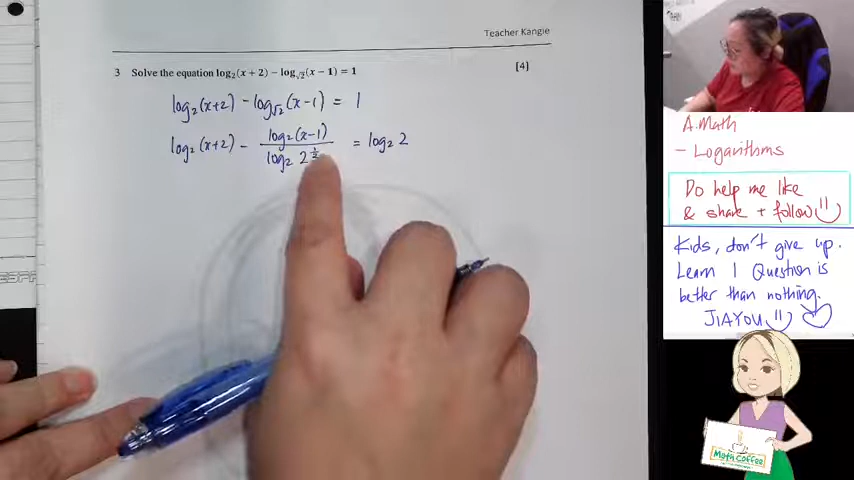 Teacher Kangie
3 Solve the equation log₂(x + 2) − log√₂(x − 1) = 1 [4]
log₂(x+2) − log√₂(x−1) = 1
log₂(x+2) − log₂(x−1) / log₂ 2^½ = log₂ 2
A.Math
- Logarithms
Do help me like
& share + follow
Kids, don't give up.
Learn 1 Question is
better than nothing.
JIAYOU
Math Coffee